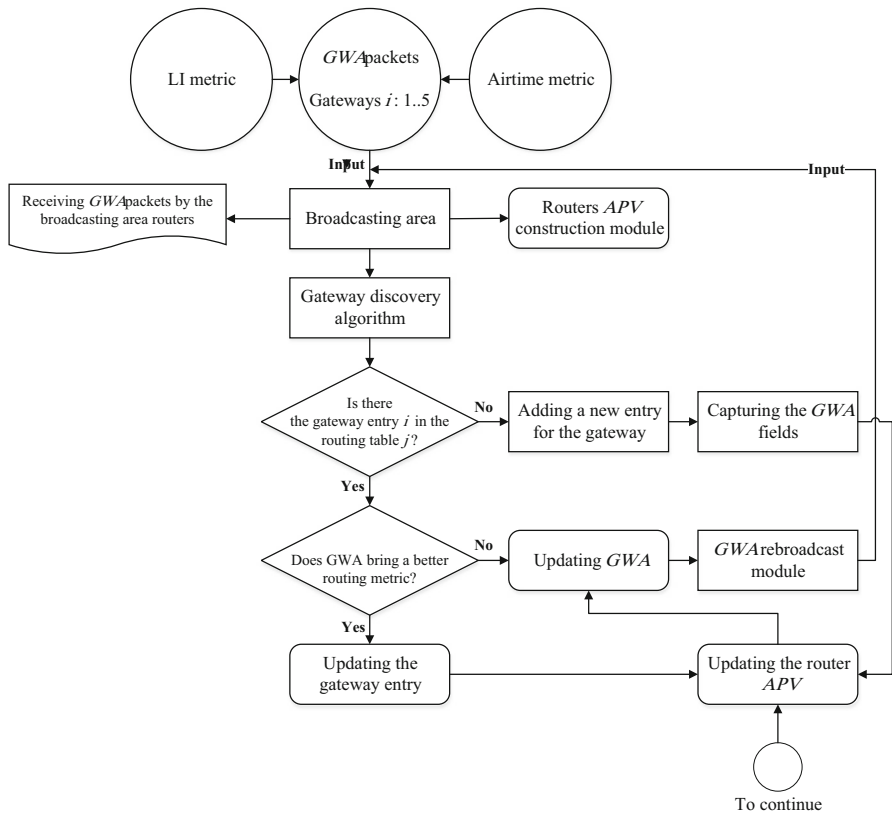 LI metric
GWA packets
Gateways i : 1..5
Airtime metric
Input
Input
Receiving GWA packets by the
broadcasting area routers
Broadcasting area
Routers APV
construction module
Gateway discovery
algorithm
Is there
the gateway entry i in the
routing table j?
No
Adding a new entry
for the gateway
Capturing the GWA
fields
Yes
Does GWA bring a better
routing metric?
No
Updating GWA
GWA rebroadcast
module
Yes
Updating the
gateway entry
Updating the router
APV
To continue